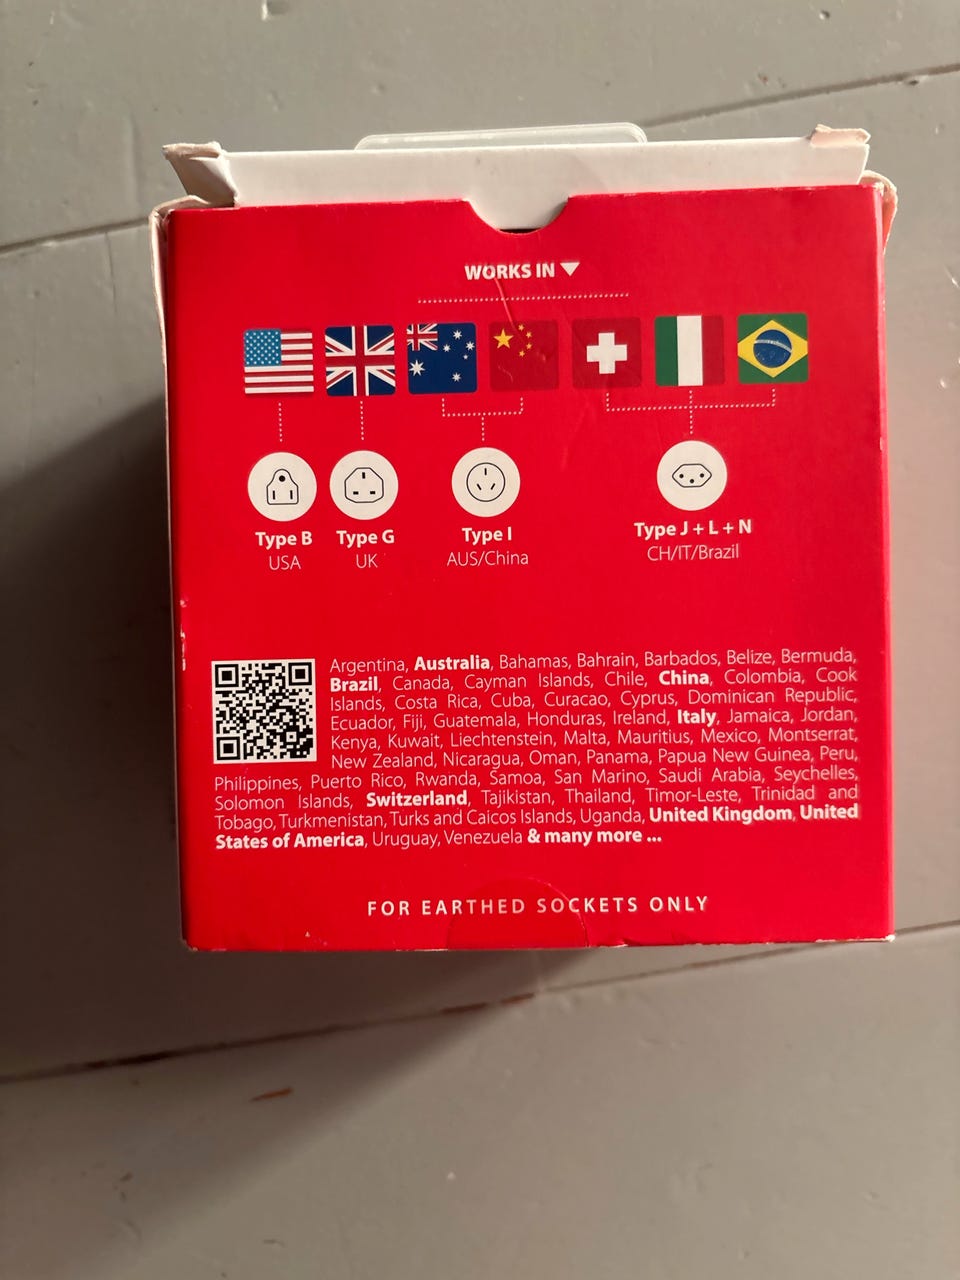 WORKS IN
Type B
USA
Type G
UK
Type I
AUS/China
Type J + L + N
CH/IT/Brazil
Argentina, Australia, Bahamas, Bahrain, Barbados, Belize, Bermuda,
Brazil, Canada, Cayman Islands, Chile, China, Colombia, Cook
Islands, Costa Rica, Cuba, Curacao, Cyprus, Dominican Republic,
Ecuador, Fiji, Guatemala, Honduras, Ireland, Italy, Jamaica, Jordan,
Kenya, Kuwait, Liechtenstein, Malta, Mauritius, Mexico, Montserrat,
New Zealand, Nicaragua, Oman, Panama, Papua New Guinea, Peru,
Philippines, Puerto Rico, Rwanda, Samoa, San Marino, Saudi Arabia, Seychelles,
Solomon Islands, Switzerland, Tajikistan, Thailand, Timor-Leste, Trinidad and
Tobago, Turkmenistan, Turks and Caicos Islands, Uganda, United Kingdom, United
States of America, Uruguay, Venezuela & many more ...
FOR EARTHED SOCKETS ONLY